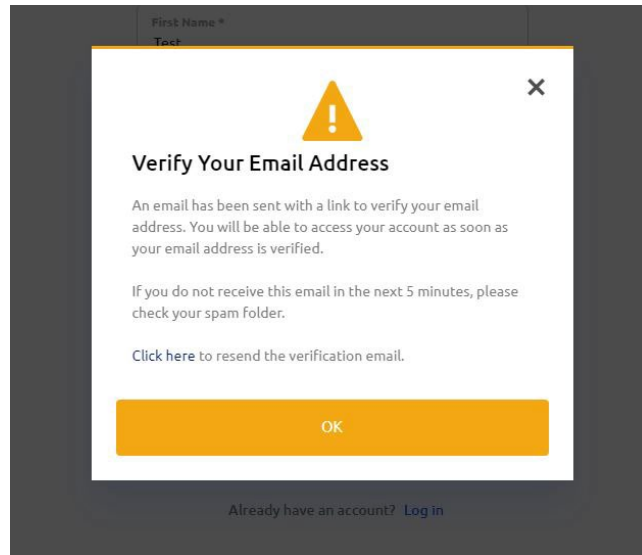 First Name *
Test
Verify Your Email Address
An email has been sent with a link to verify your email
address. You will be able to access your account as soon as
your email address is verified.
If you do not receive this email in the next 5 minutes, please
check your spam folder.
Click here to resend the verification email.
OK
Already have an account? Log in